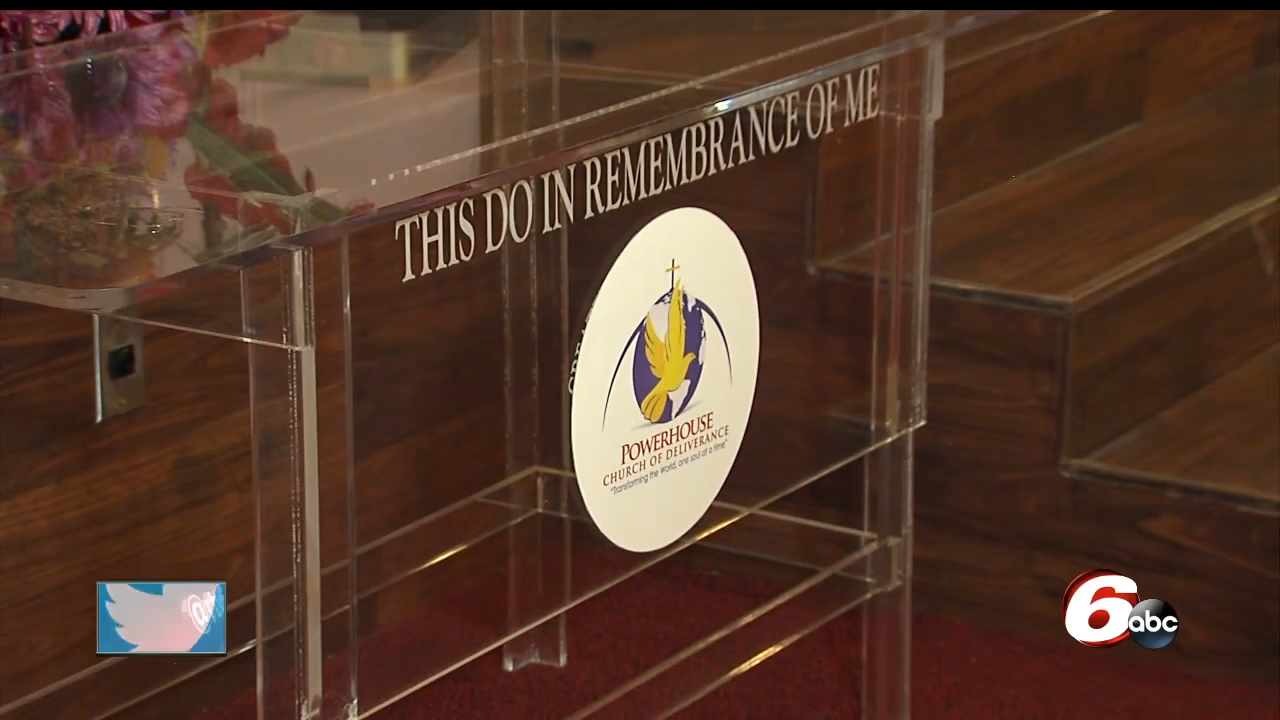 THIS DO IN REMEMBRANCE OF ME
POWERHOUSE
CHURCH OF DELIVERANCE
"Transforming the World, one soul at a time"
@
6
abc